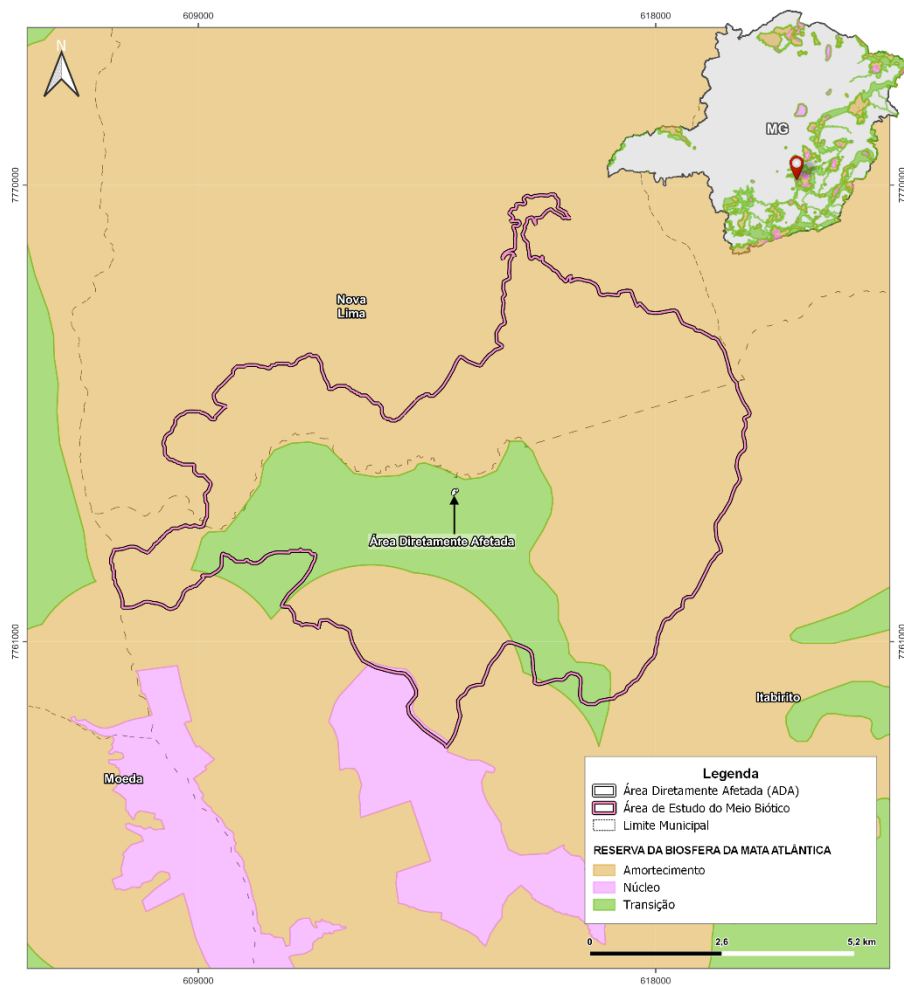 609000
618000
N
MG
7770000
7770000
Nova
Lima
Área Diretamente Afetada
7761000
7761000
Itabirito
Moeda
Legenda
Área Diretamente Afetada (ADA)
Área de Estudo do Meio Biótico
Limite Municipal
RESERVA DA BIOSFERA DA MATA ATLÂNTICA
Amortecimento
Núcleo
Transição
0
2,6
5,2 km
609000
618000